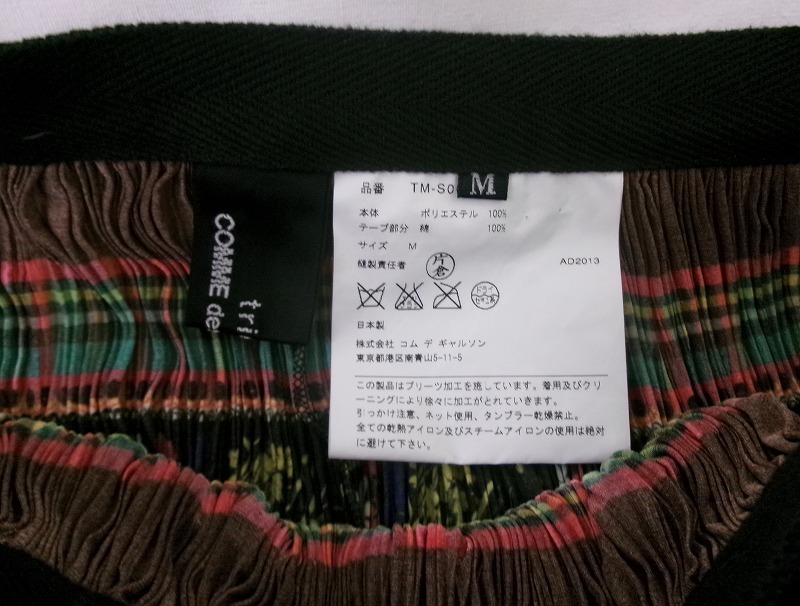 COMME de
tri
M
品番 TM-S0
本体 ポリエステル 100%
テープ部分 綿 100%
サイズ M
縫製責任者 片倉 AD2013
ドライ セキユ系
日本製
株式会社 コム デ ギャルソン
東京都港区南青山5-11-5
この製品はプリーツ加工を施しています。着用及びクリ
ーニングにより徐々に加工がとれていきます。
引っかけ注意、ネット使用、タンブラー乾燥禁止。
全ての乾熱アイロン及びスチームアイロンの使用は絶対
に避けて下さい。